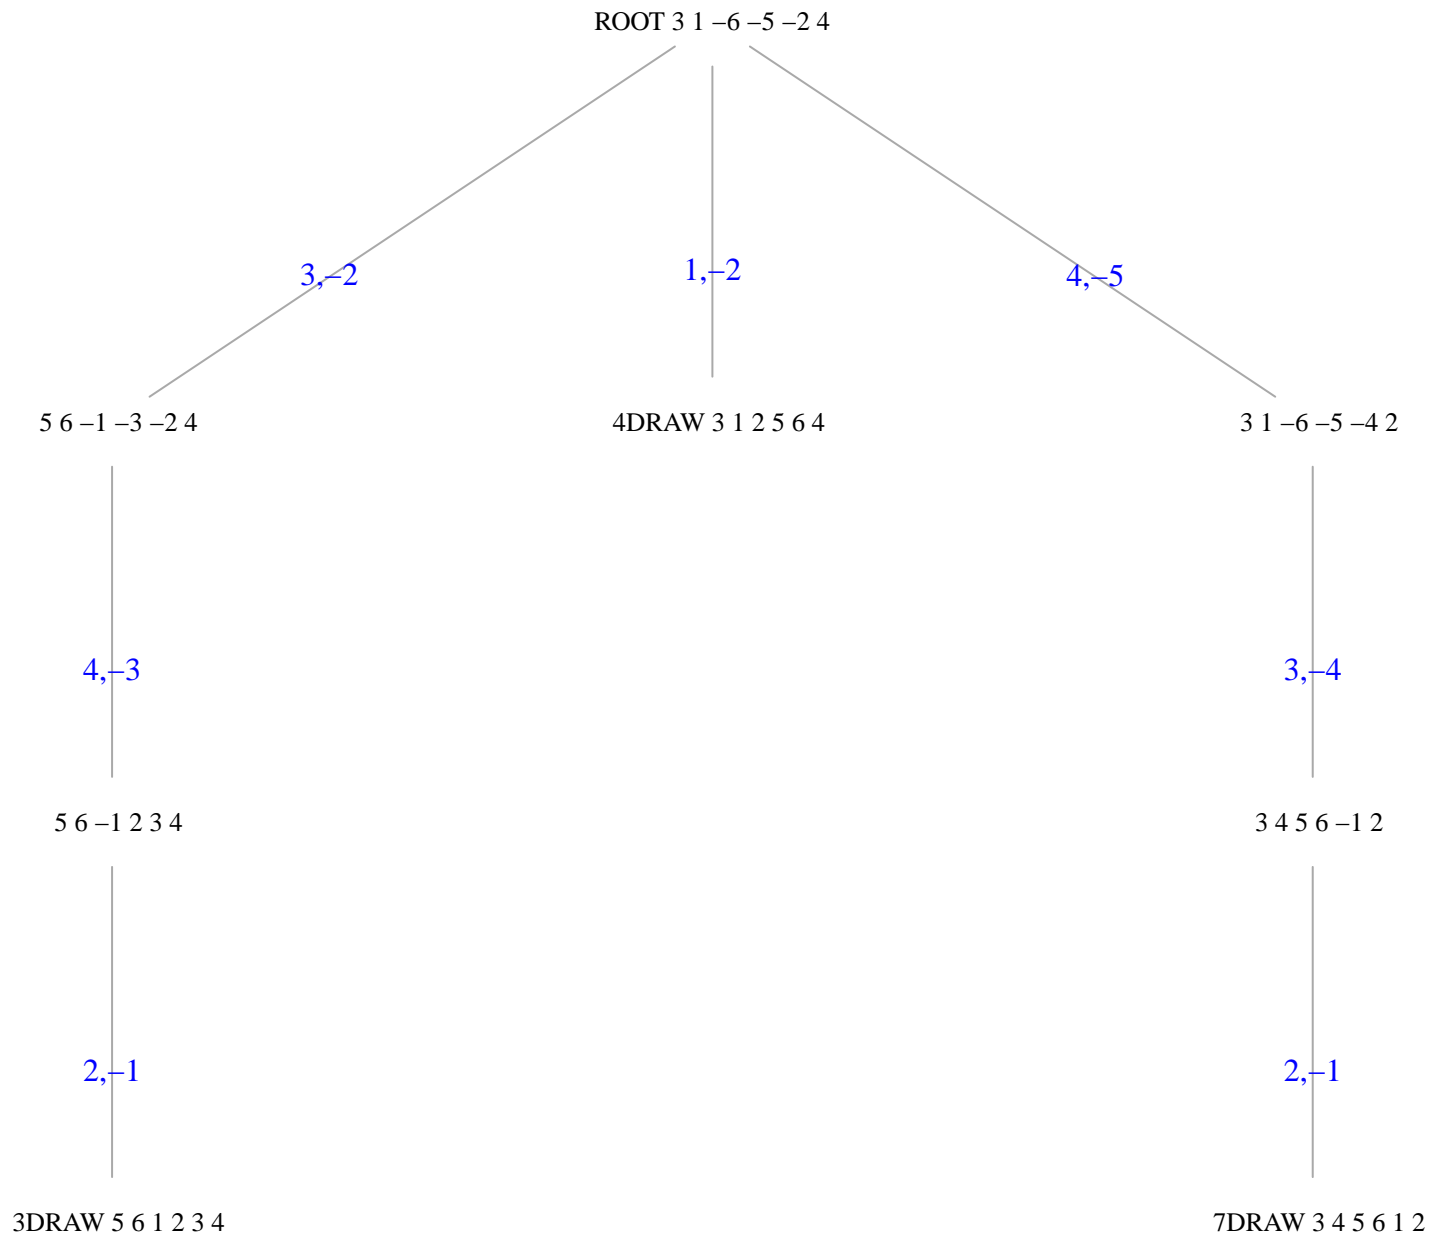 ROOT 3 1 –6 –5 –2 4
3,–2
1,–2
4,–5
5 6 –1 –3 –2 4
4DRAW 3 1 2 5 6 4
3 1 –6 –5 –4 2
4,–3
3,–4
5 6 –1 2 3 4
3 4 5 6 –1 2
2,–1
2,–1
3DRAW 5 6 1 2 3 4
7DRAW 3 4 5 6 1 2